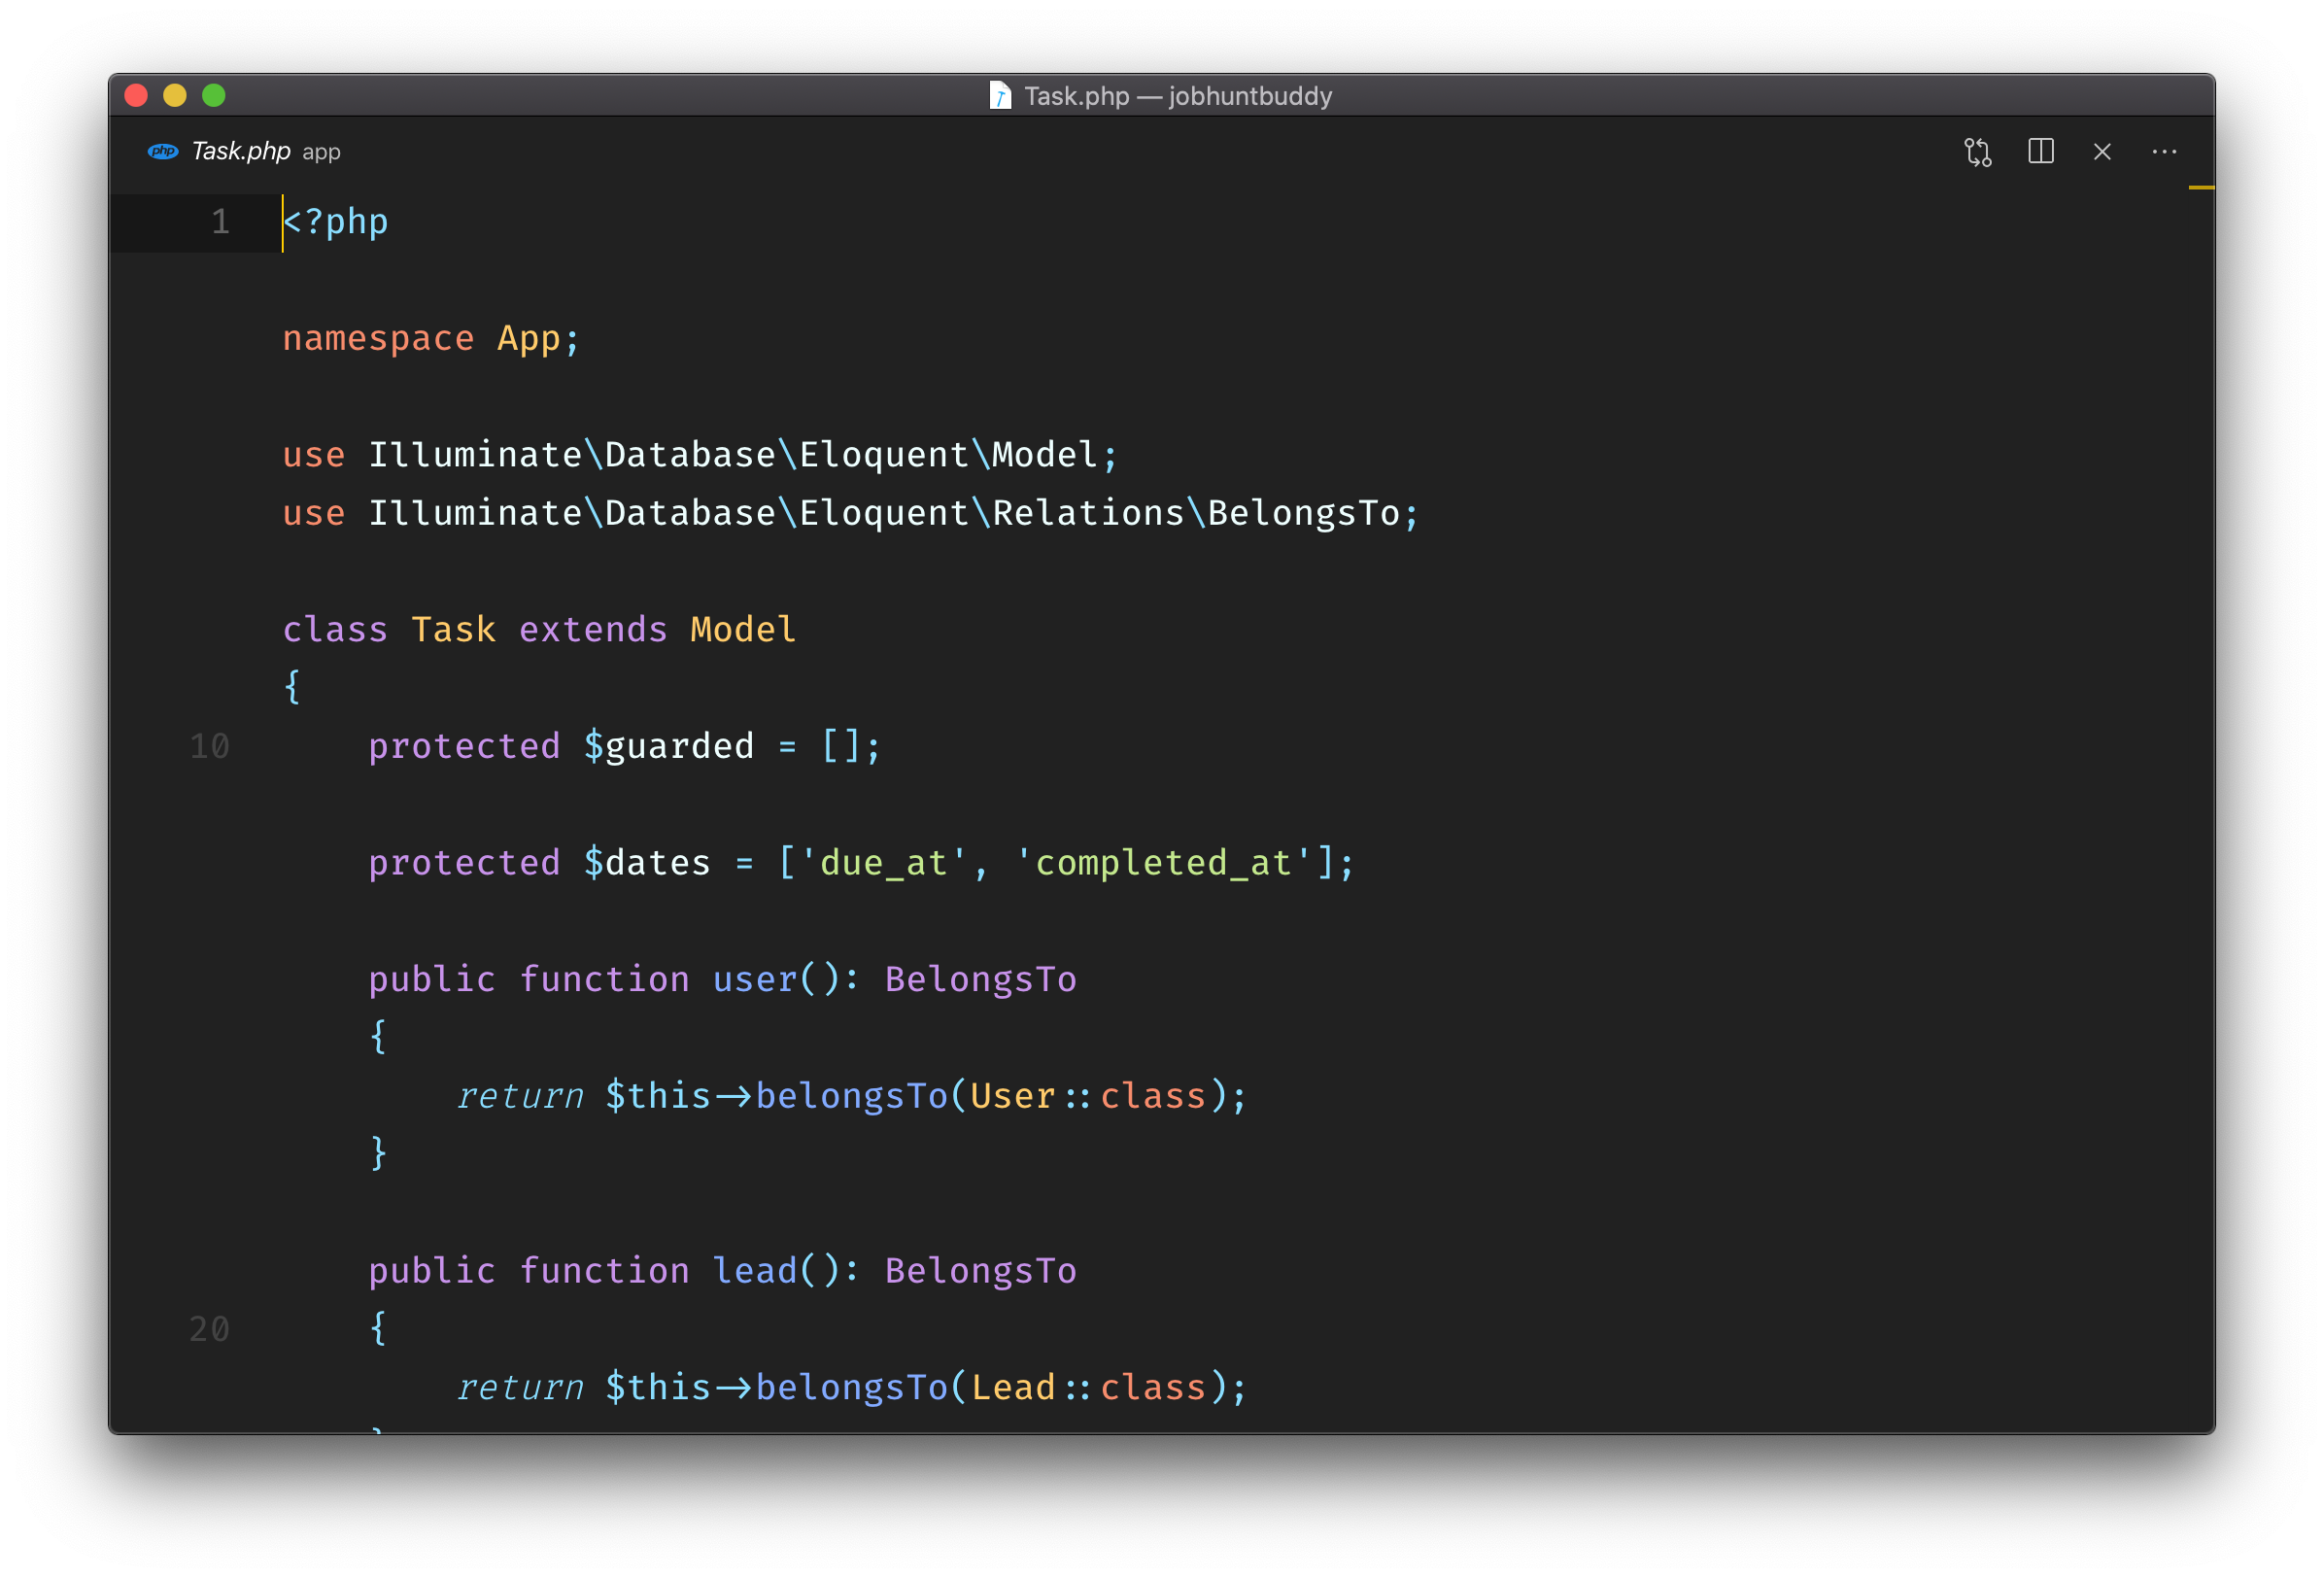 Task.php — jobhuntbuddy
php Task.php app
1 <?php
namespace App;
use Illuminate\Database\Eloquent\Model;
use Illuminate\Database\Eloquent\Relations\BelongsTo;
class Task extends Model
{
10 protected $guarded = [];
protected $dates = ['due_at', 'completed_at'];
public function user(): BelongsTo
{
return $this->belongsTo(User::class);
}
public function lead(): BelongsTo
20 {
return $this->belongsTo(Lead::class);
}